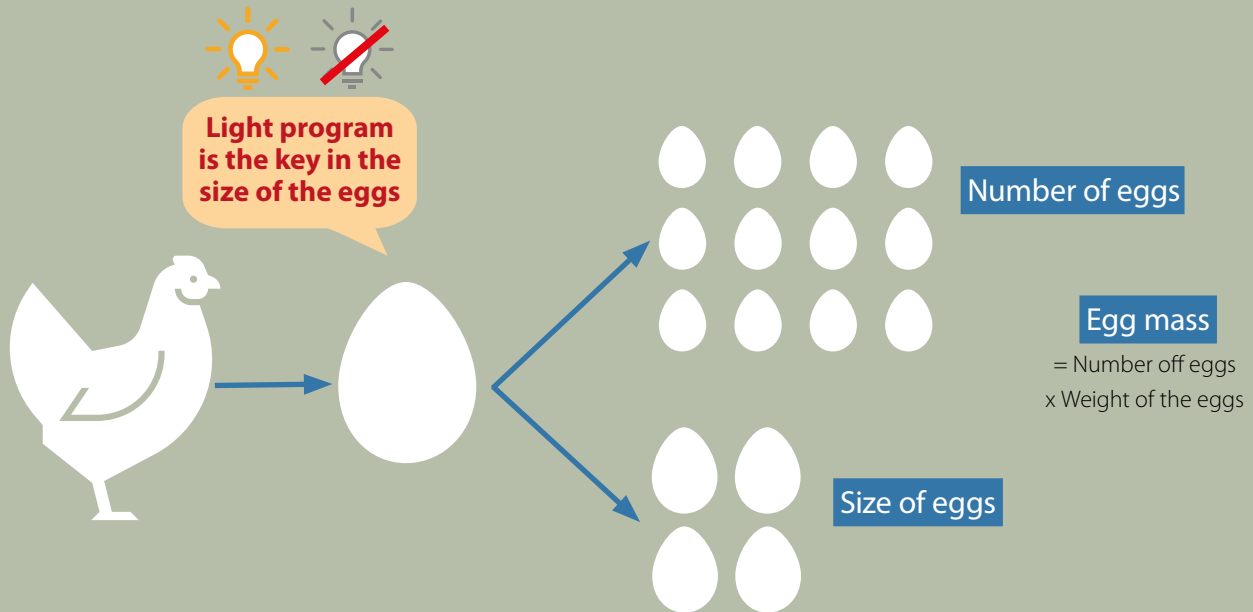 Light program
is the key in the
size of the eggs
Number of eggs
Egg mass
= Number off eggs
x Weight of the eggs
Size of eggs